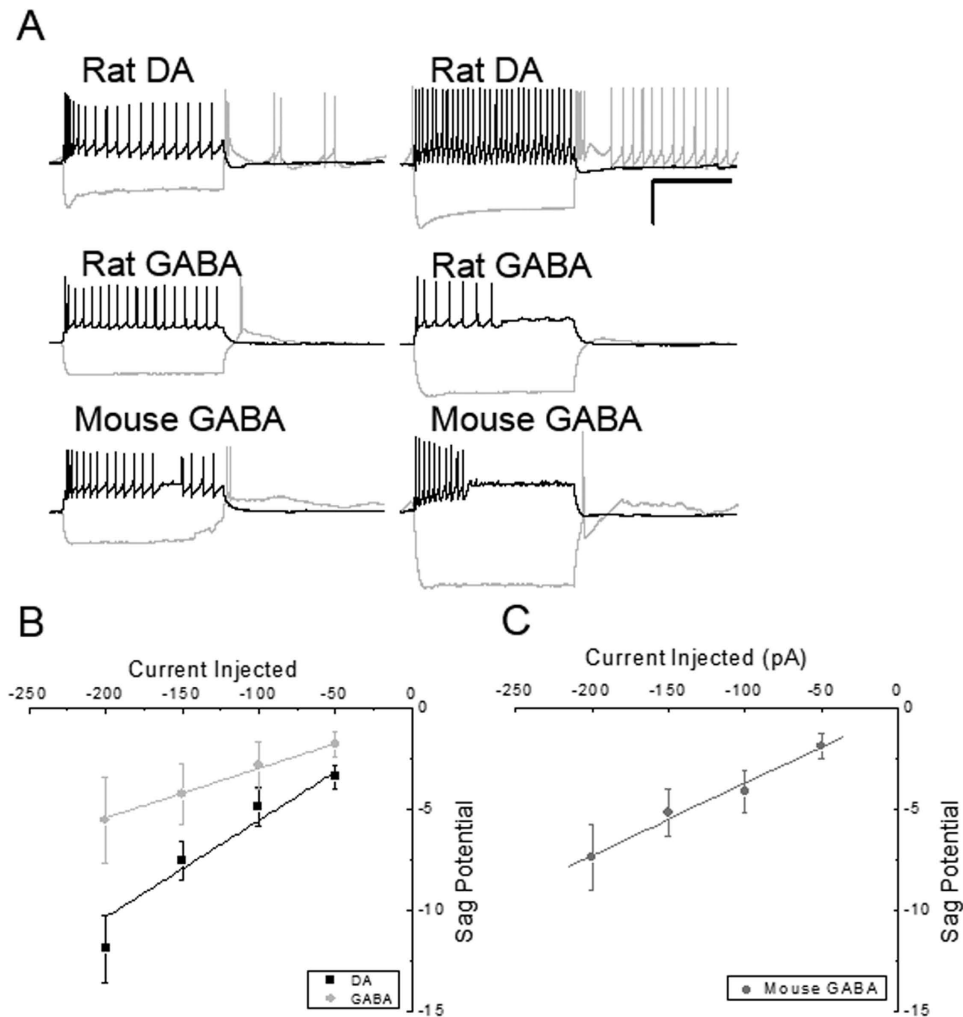 A
Rat DA
Rat DA
Rat GABA
Rat GABA
Mouse GABA
Mouse GABA
B
Current Injected
-250 -200 -150 -100 -50 0
0
-5
-10
-15
Sag Potential
DA
GABA
C
Current Injected (pA)
-250 -200 -150 -100 -50 0
0
-5
-10
-15
Sag Potential
Mouse GABA